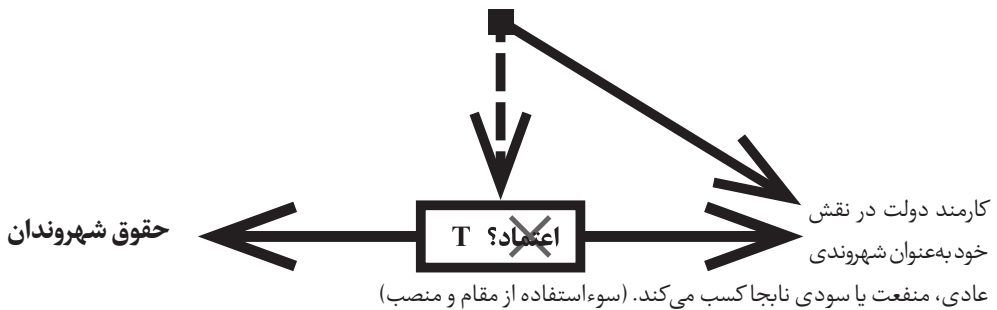 کارمند دولت در نقش
حقوق شهروندان
اعتماد؟ T
خود به‌عنوان شهروندی
عادی، منفعت یا سودی نابجا کسب می‌کند. (سوءاستفاده از مقام و منصب)